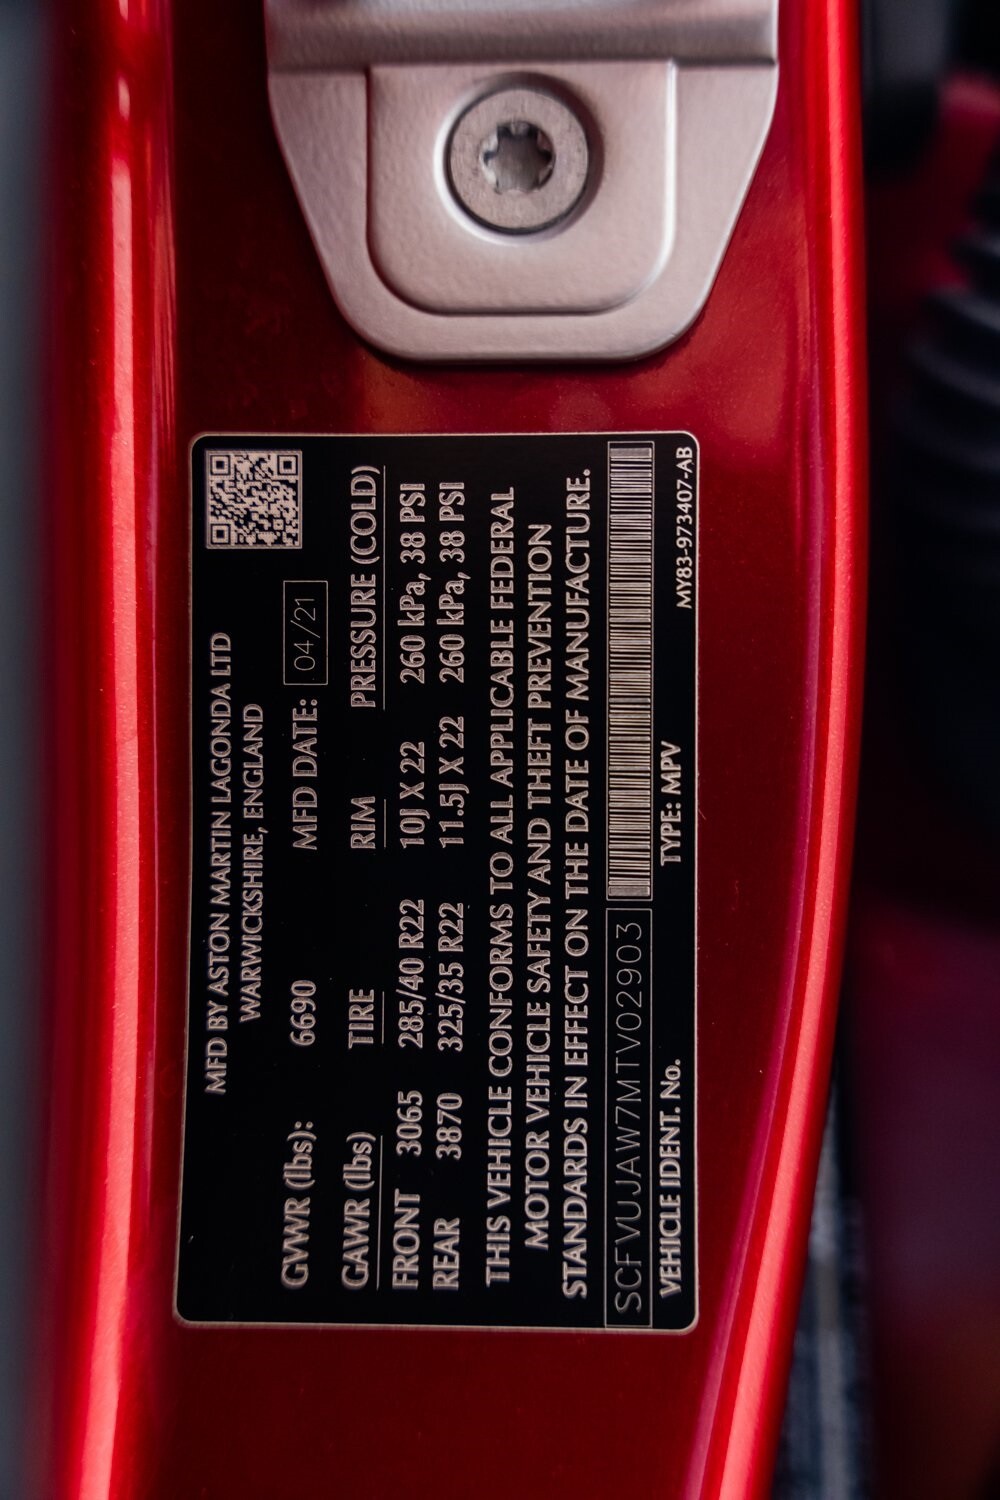 MFD BY ASTON MARTIN LAGONDA LTD
WARWICKSHIRE, ENGLAND
GVWR (lbs): 6690 MFD DATE: 04/21
GAWR (lbs) TIRE RIM PRESSURE (COLD)
FRONT 3065 285/40 R22 10J X 22 260 kPa, 38 PSI
REAR 3870 325/35 R22 11.5J X 22 260 kPa, 38 PSI
THIS VEHICLE CONFORMS TO ALL APPLICABLE FEDERAL
MOTOR VEHICLE SAFETY AND THEFT PREVENTION
STANDARDS IN EFFECT ON THE DATE OF MANUFACTURE.
SCFVUJAW7MTV02903
VEHICLE IDENT. No. TYPE: MPV MY83-973407-AB